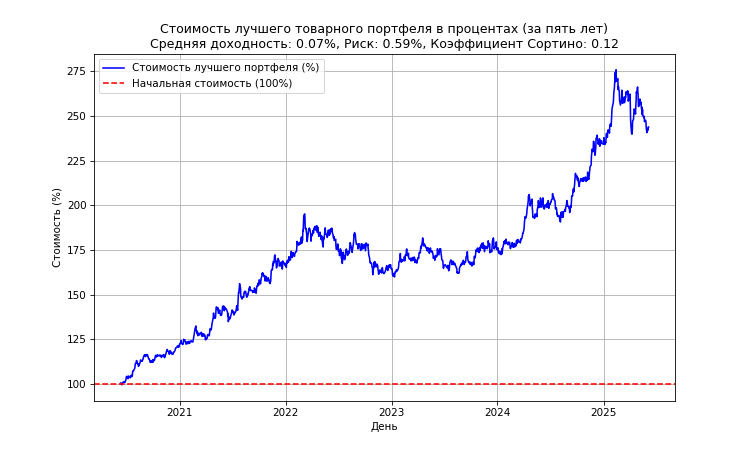 Стоимость лучшего товарного портфеля в процентах (за пять лет)
Средняя доходность: 0.07%, Риск: 0.59%, Коэффициент Сортино: 0.12
Стоимость лучшего портфеля (%)
Начальная стоимость (100%)
Стоимость (%)
275
250
225
200
175
150
125
100
2021
2022
2023
2024
2025
День